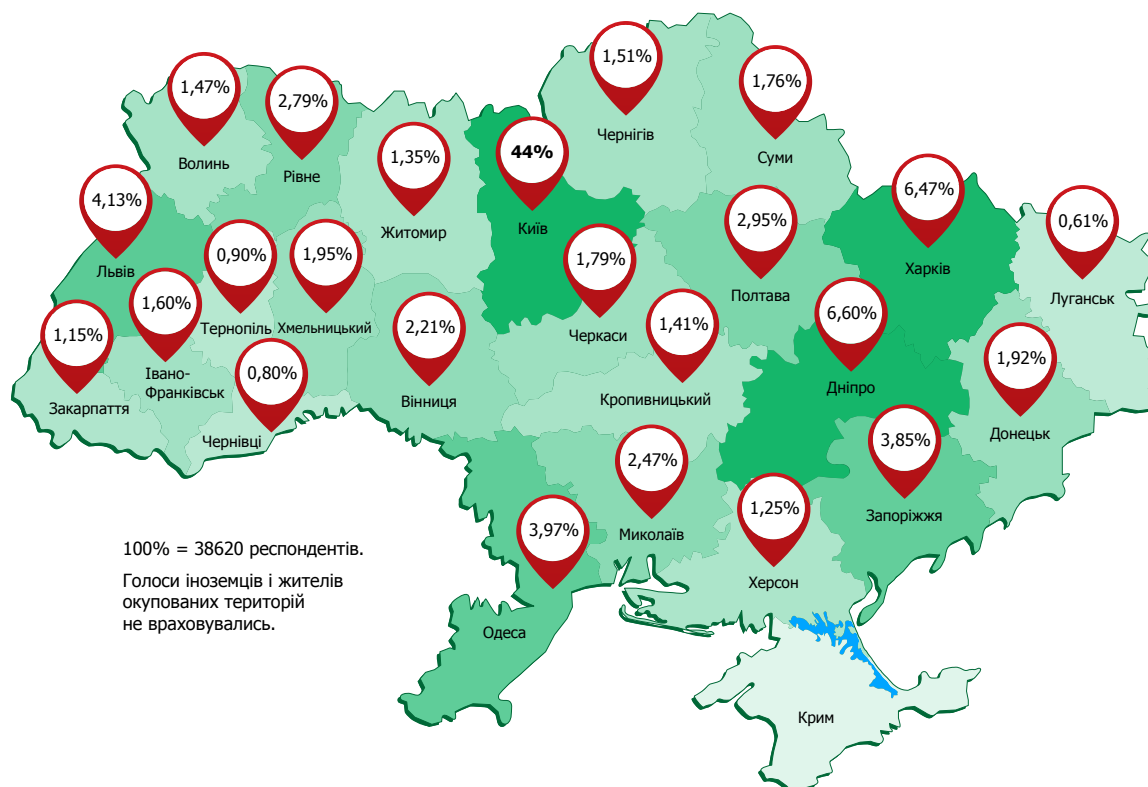 1,51%
Чернігів
1,76%
Суми
1,47%
Волинь
2,79%
Рівне
1,35%
Житомир
44%
Київ
6,47%
Харків
0,61%
Луганськ
4,13%
Львів
0,90%
Тернопіль
1,95%
Хмельницький
1,79%
Черкаси
2,95%
Полтава
1,15%
Закарпаття
1,60%
Івано-
Франківськ
0,80%
Чернівці
2,21%
Вінниця
1,41%
Кропивницький
6,60%
Дніпро
1,92%
Донецьк
3,85%
Запоріжжя
2,47%
Миколаїв
1,25%
Херсон
3,97%
Одеса
Крим
100% = 38620 респондентів.
Голоси іноземців і жителів
окупованих територій
не враховувались.